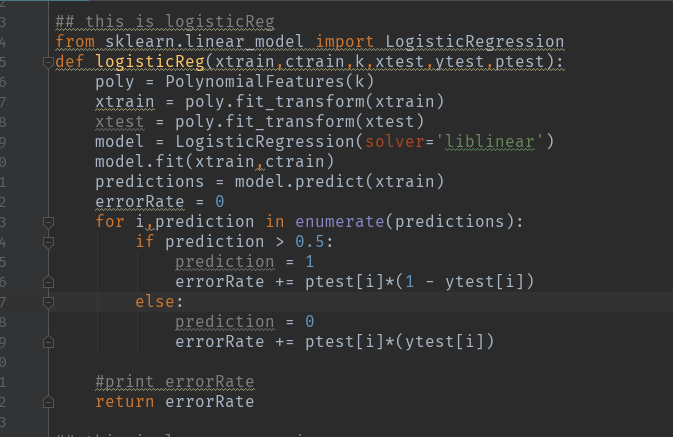 ## this is logisticReg
from sklearn.linear_model import LogisticRegression
def logisticReg(xtrain,ctrain,k,xtest,ytest,ptest):
    poly = PolynomialFeatures(k)
    xtrain = poly.fit_transform(xtrain)
    xtest = poly.fit_transform(xtest)
    model = LogisticRegression(solver='liblinear')
    model.fit(xtrain,ctrain)
    predictions = model.predict(xtrain)
    errorRate = 0
    for i,prediction in enumerate(predictions):
        if prediction > 0.5:
            prediction = 1
            errorRate += ptest[i]*(1 - ytest[i])
        else:
            prediction = 0
            errorRate += ptest[i]*(ytest[i])
    #print errorRate
    return errorRate